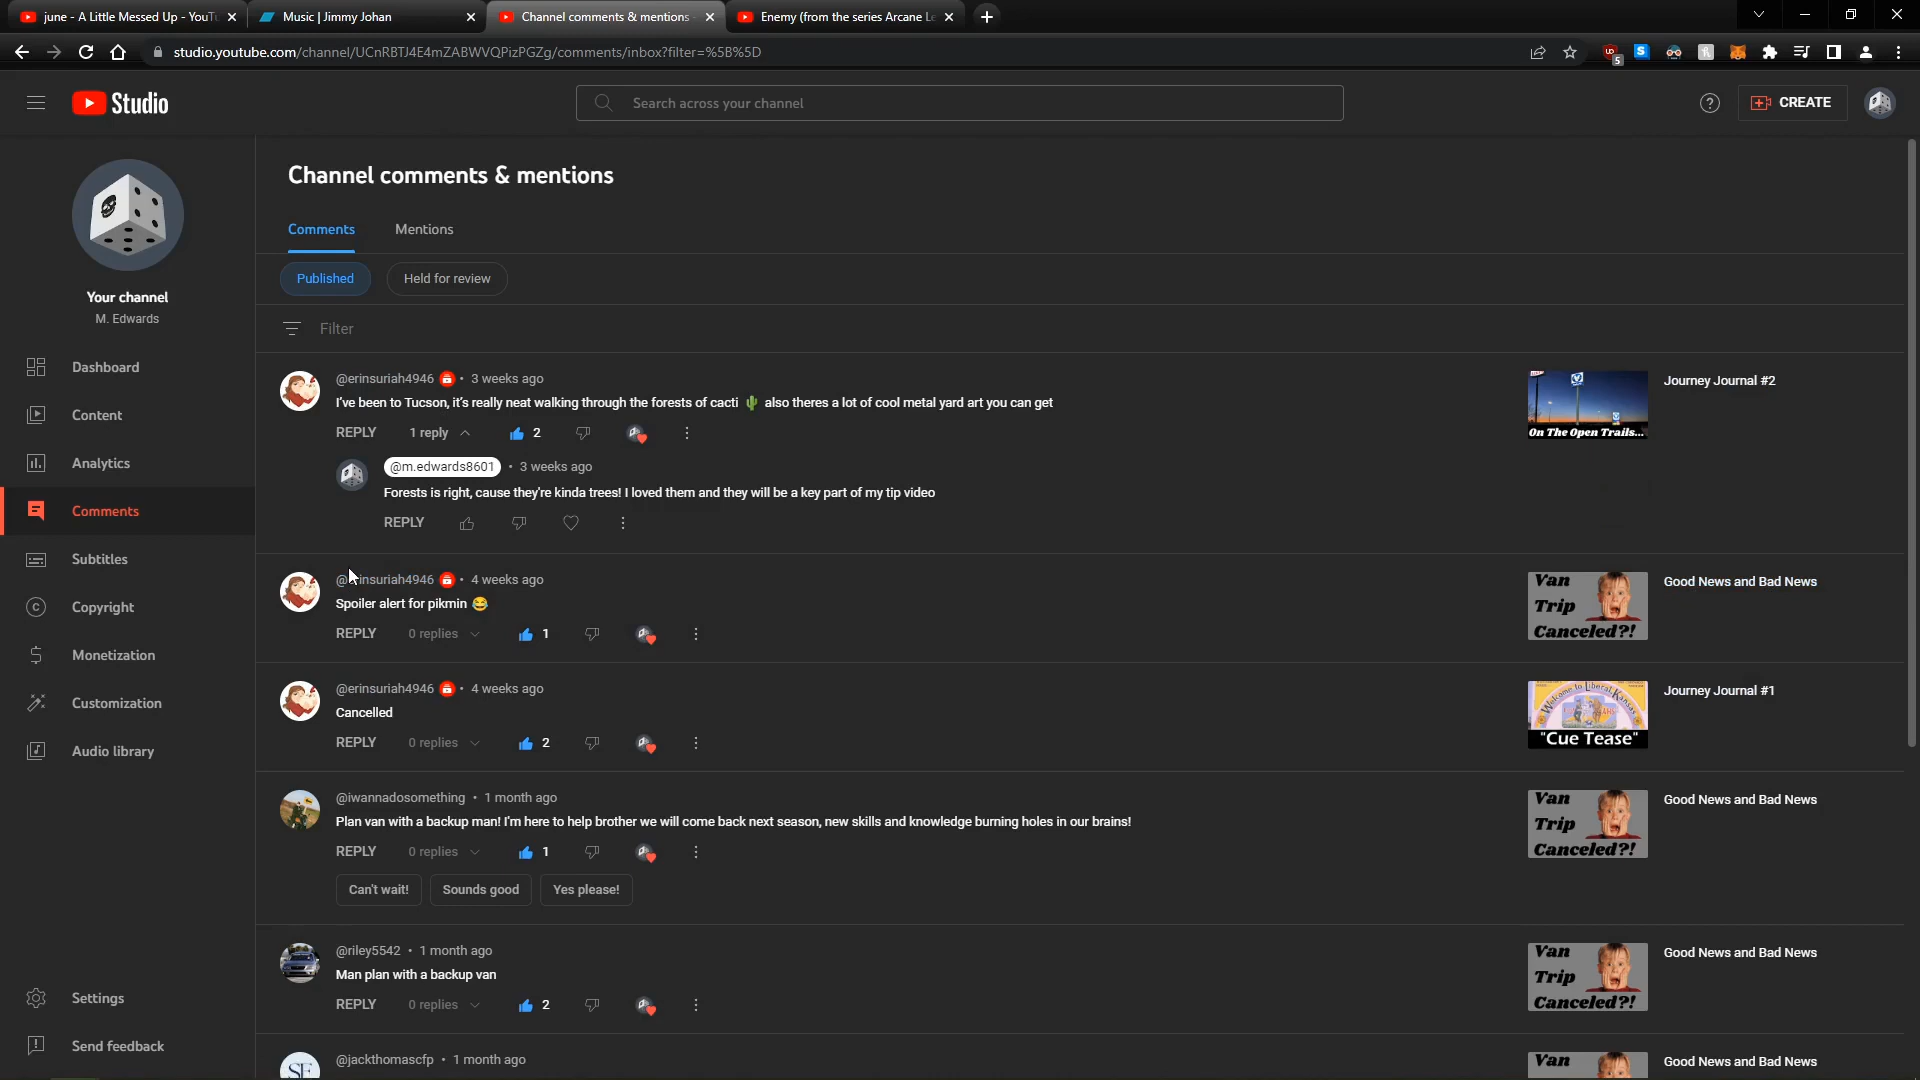 june - A Little Messed Up - YouTu
Music | Jimmy Johan
Channel comments & mentions -
Enemy (from the series Arcane Le
studio.youtube.com/channel/UCnRBTJ4E4mZABWVQPizPGZg/comments/inbox?filter=%5B%5D
5
Studio
Search across your channel
CREATE
Channel comments & mentions
Comments
Mentions
Published
Held for review
Filter
Your channel
M. Edwards
Dashboard
Content
Analytics
Comments
Subtitles
Copyright
Monetization
Customization
Audio library
Settings
Send feedback
@erinsuriah4946 • 3 weeks ago
I've been to Tucson, it's really neat walking through the forests of cacti 🌵 also theres a lot of cool metal yard art you can get
REPLY 1 reply 2
On The Open Trails...
Journey Journal #2
@m.edwards8601 • 3 weeks ago
Forests is right, cause they're kinda trees! I loved them and they will be a key part of my tip video
REPLY
@erinsuriah4946 • 4 weeks ago
Spoiler alert for pikmin 😂
REPLY 0 replies 1
Van
Trip
Canceled?!
Good News and Bad News
@erinsuriah4946 • 4 weeks ago
Cancelled
REPLY 0 replies 2
Welcome to Liberal, Kansas
"Cue Tease"
Journey Journal #1
@iwannadosomething • 1 month ago
Plan van with a backup man! I'm here to help brother we will come back next season, new skills and knowledge burning holes in our brains!
REPLY 0 replies 1
Can't wait!
Sounds good
Yes please!
Van
Trip
Canceled?!
Good News and Bad News
@riley5542 • 1 month ago
Man plan with a backup van
REPLY 0 replies 2
Van
Trip
Canceled?!
Good News and Bad News
SF
@jackthomascfp • 1 month ago
Van
Good News and Bad News